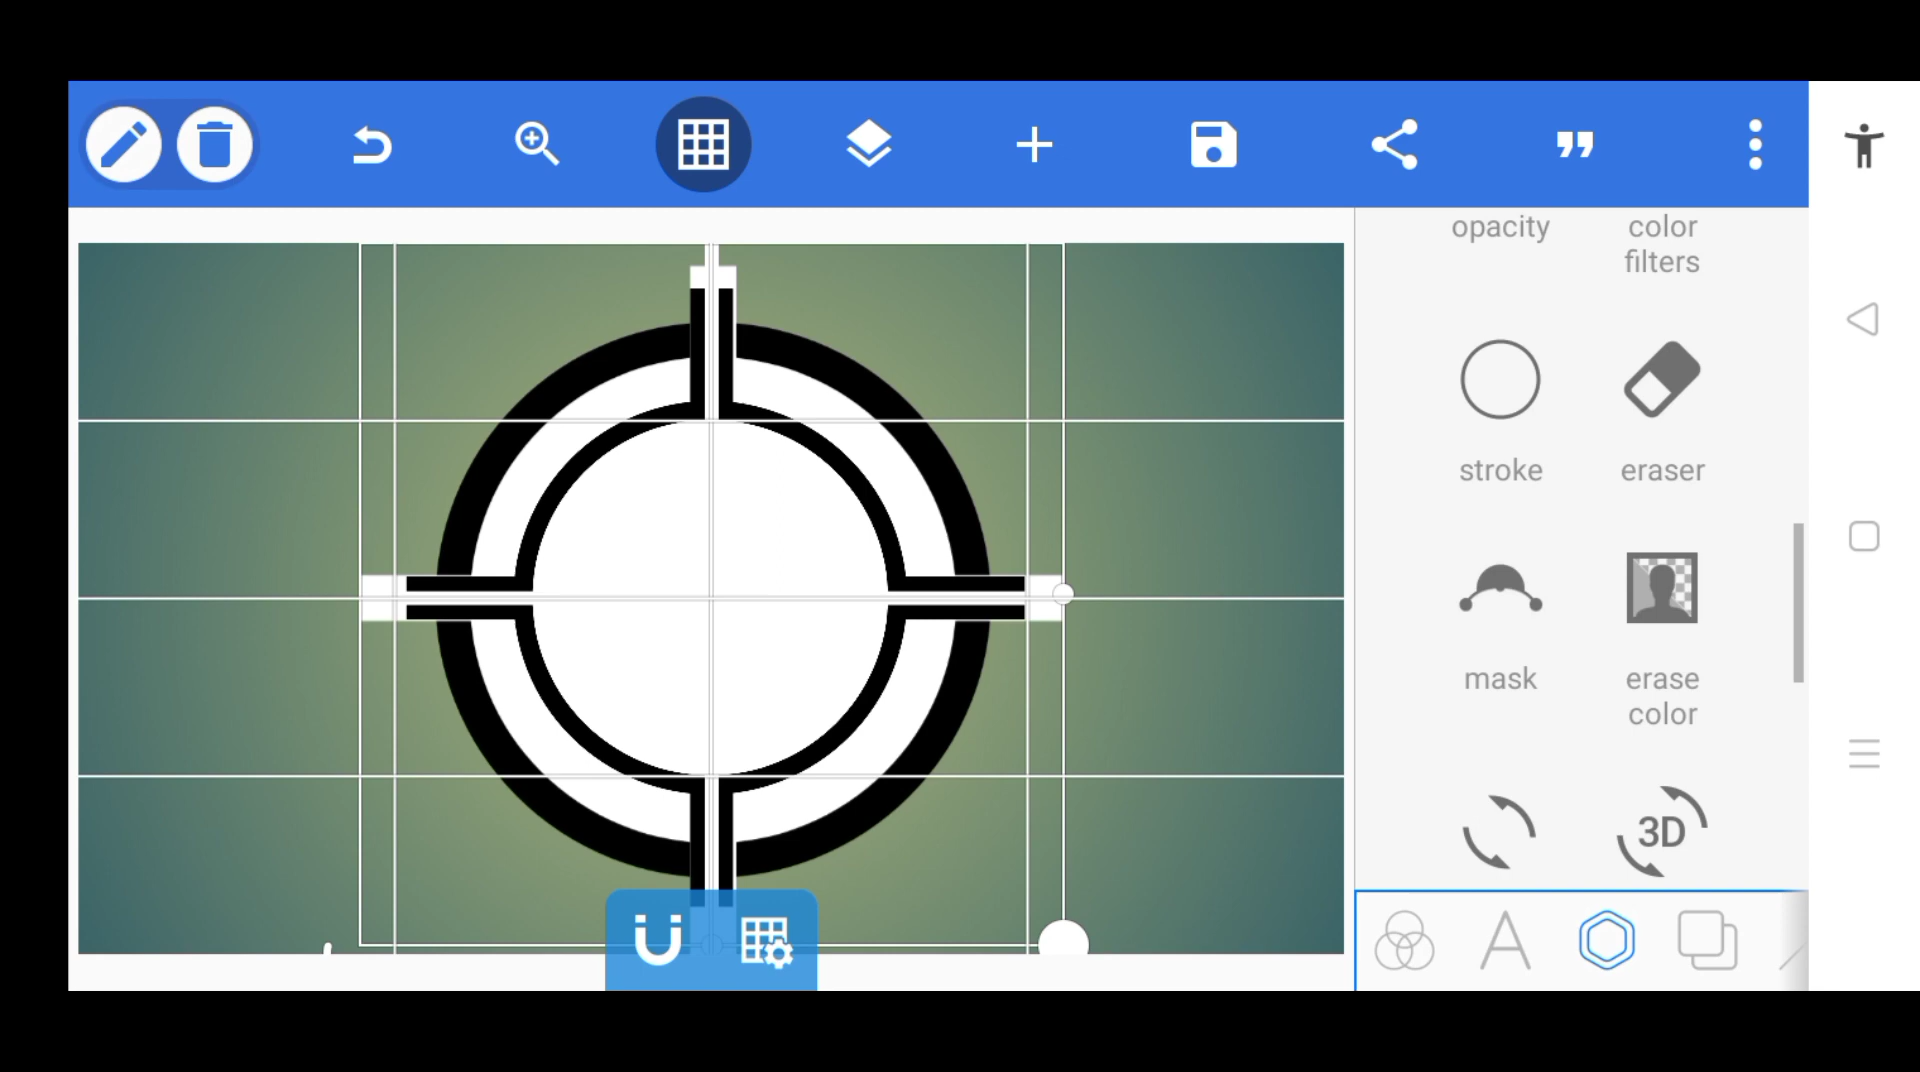 opacity
color
filters
stroke
eraser
mask
erase
color
3D